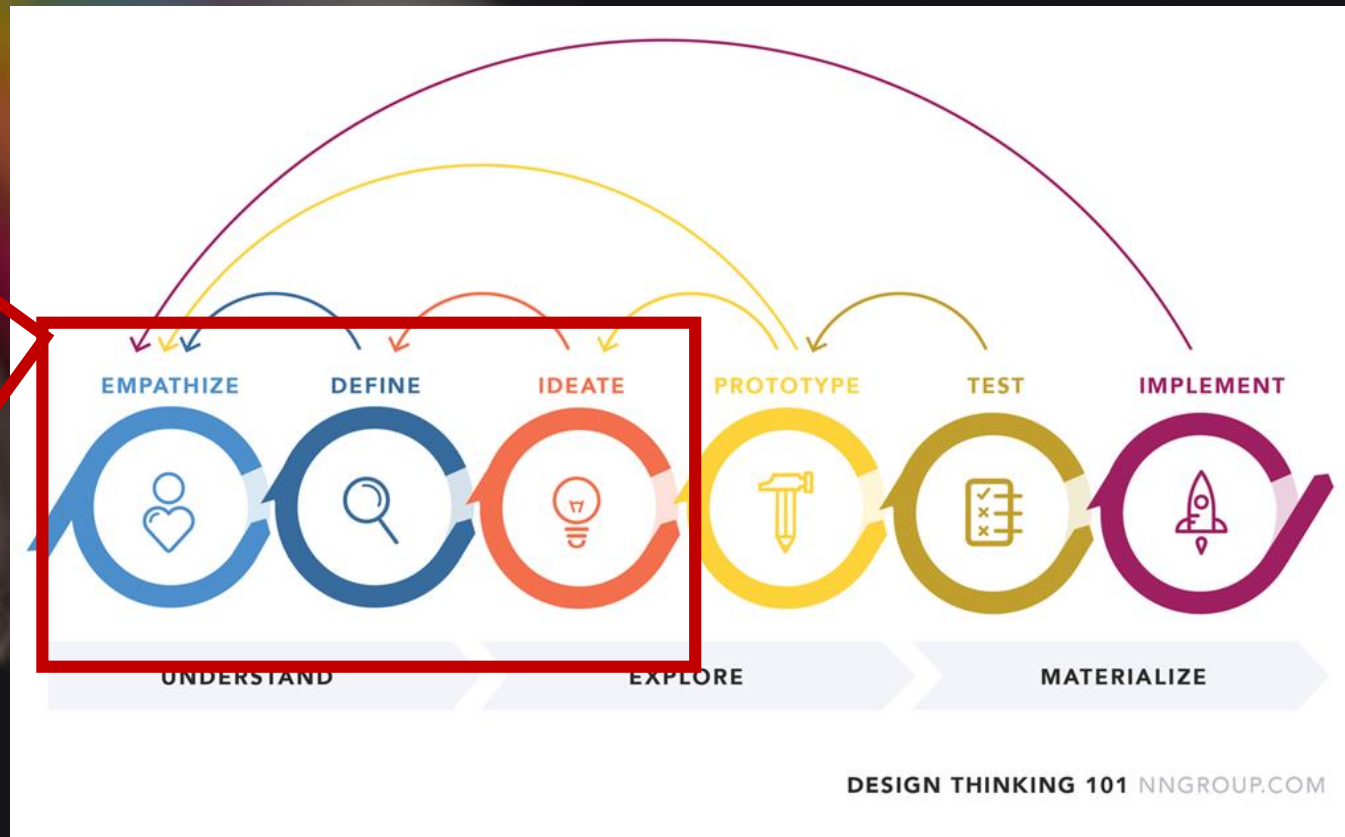 EMPATHIZE DEFINE IDEATE PROTOTYPE TEST IMPLEMENT
UNDERSTAND EXPLORE MATERIALIZE
DESIGN THINKING 101 NNGROUP.COM